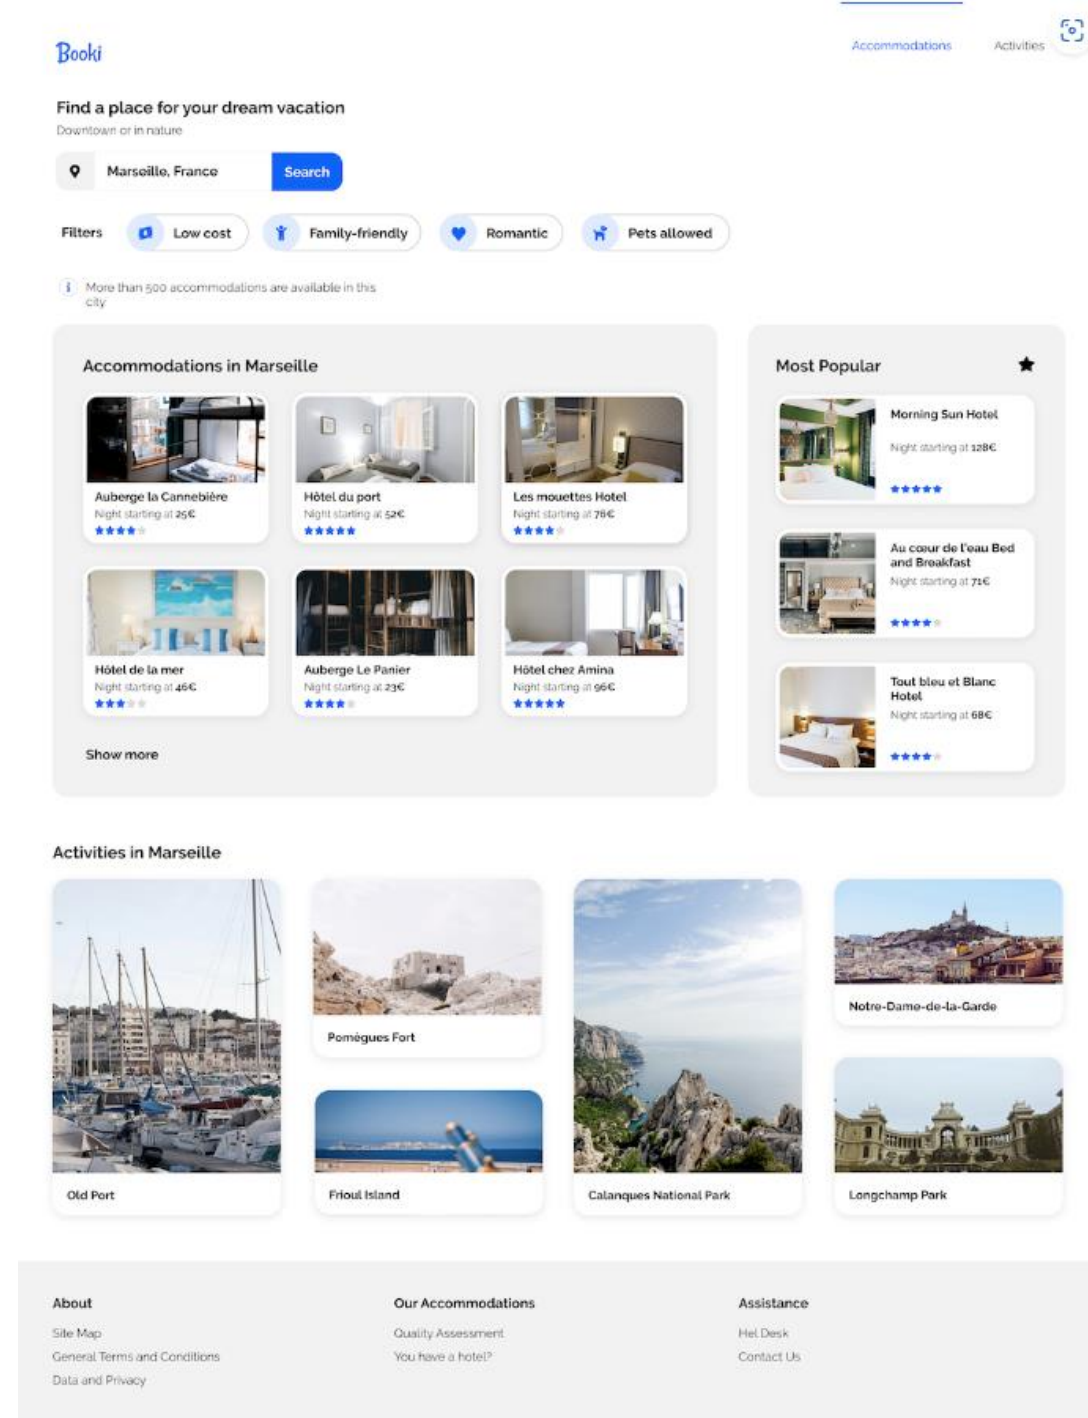 Booki
Accommodations
Activities
Find a place for your dream vacation
Downtown or in nature
Marseille, France
Search
Filters
Low cost
Family-friendly
Romantic
Pets allowed
More than 500 accommodations are available in this
city
Accommodations in Marseille
Auberge la Cannebière
Night starting at 25€
Hôtel du port
Night starting at 52€
Les mouettes Hotel
Night starting at 76€
Hôtel de la mer
Night starting at 46€
Auberge Le Panier
Night starting at 23€
Hôtel chez Amina
Night starting at 96€
Show more
Most Popular
Morning Sun Hotel
Night starting at 128€
Au cœur de l'eau Bed
and Breakfast
Night starting at 71€
Tout bleu et Blanc
Hotel
Night starting at 68€
Activities in Marseille
Old Port
Pomègues Fort
Frioul Island
Calanques National Park
Notre-Dame-de-la-Garde
Longchamp Park
About
Site Map
General Terms and Conditions
Data and Privacy
Our Accommodations
Quality Assessment
You have a hotel?
Assistance
Hel Desk
Contact Us